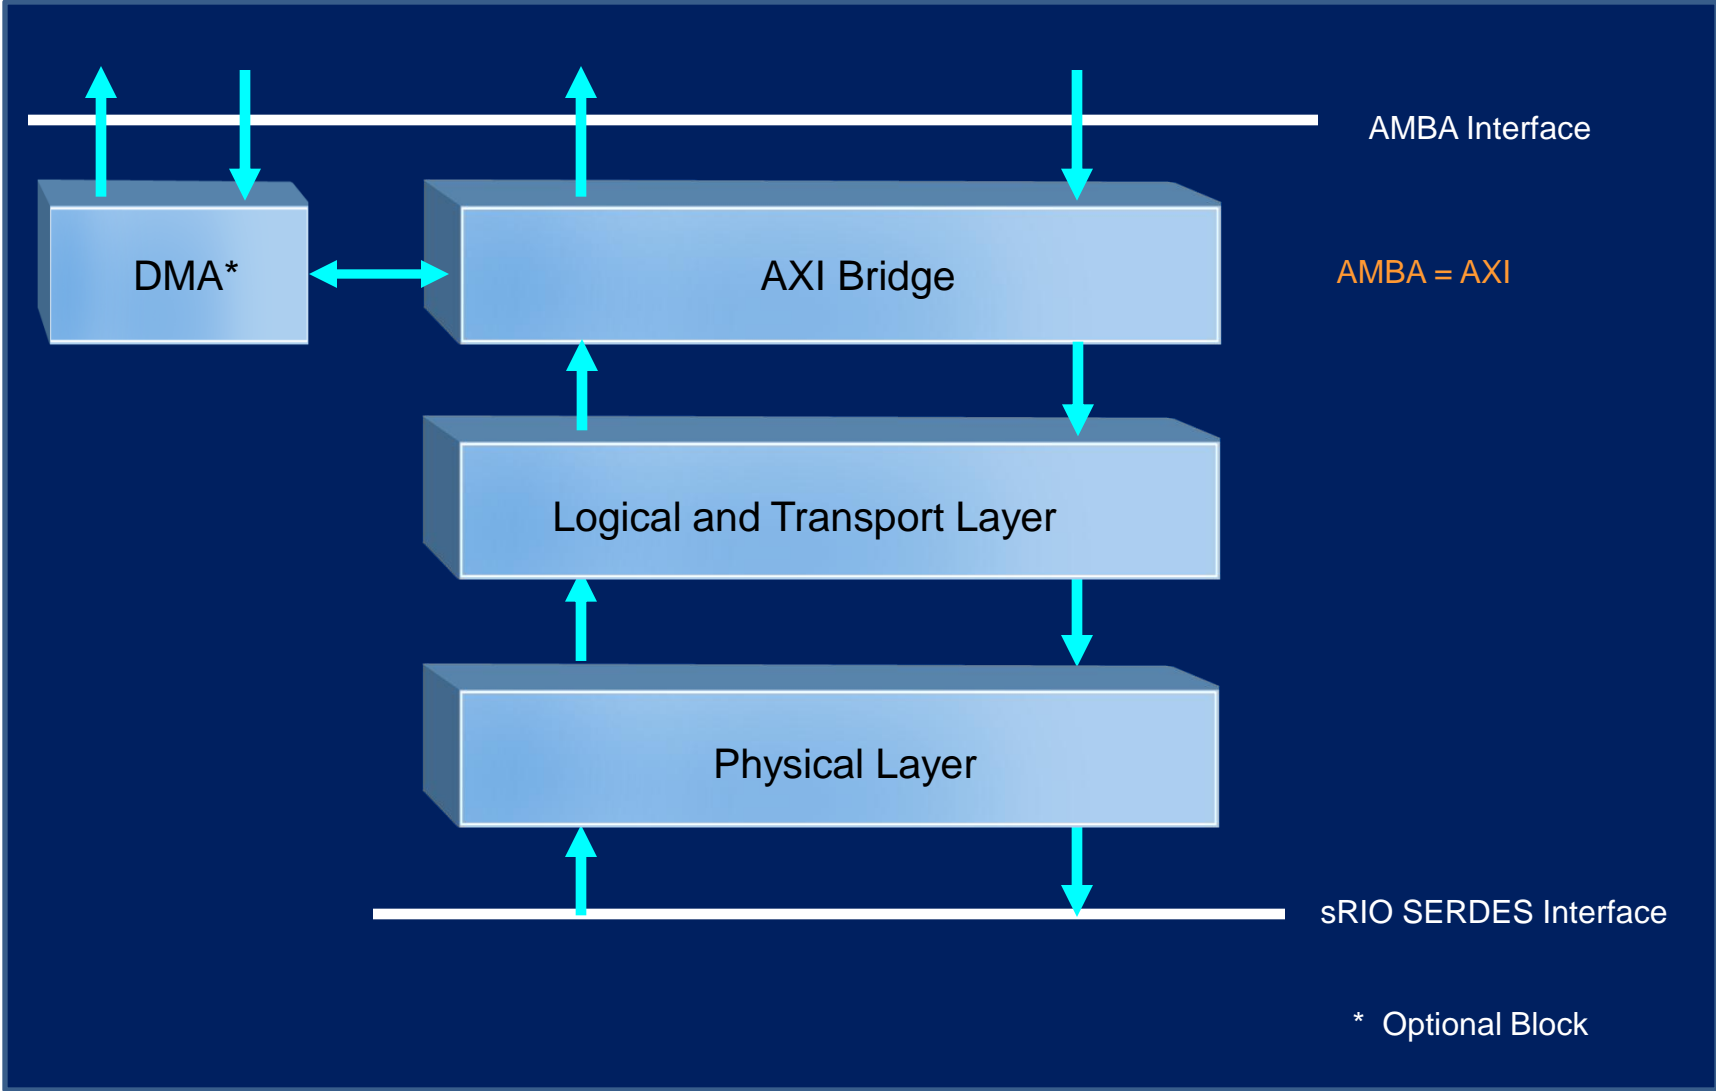 AMBA Interface
DMA*
AXI Bridge
AMBA = AXI
Logical and Transport Layer
Physical Layer
sRIO SERDES Interface
* Optional Block